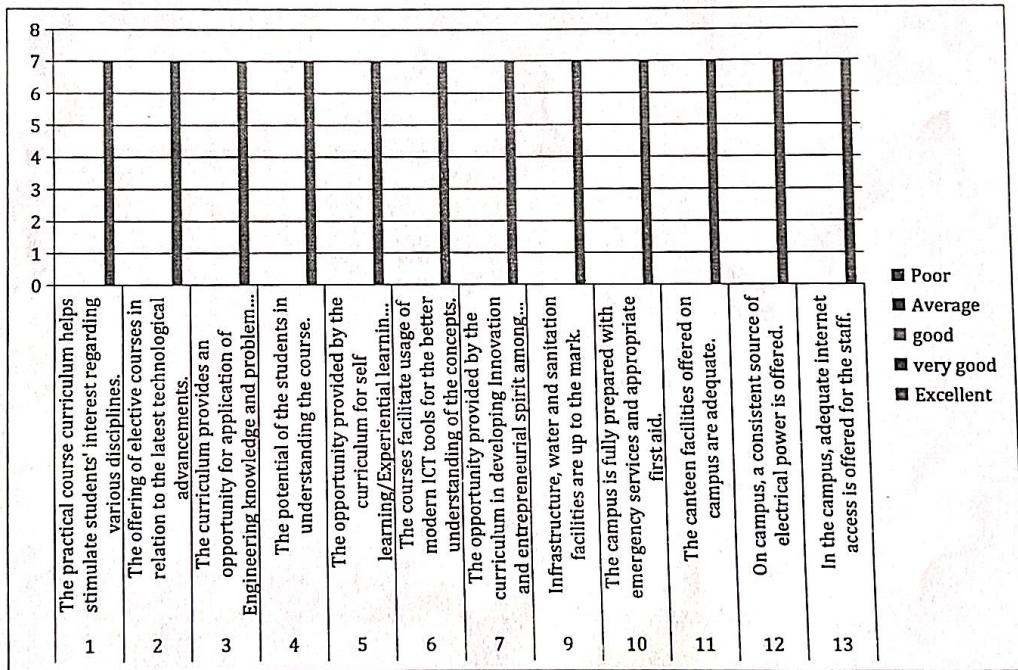 8
7
6
5
4
3
2
1
0
The practical course curriculum helps
stimulate students' interest regarding
various disciplines.
The offering of elective courses in
relation to the latest technological
advancements.
The curriculum provides an
opportunity for application of
Engineering knowledge and problem...
The potential of the students in
understanding the course.
The opportunity provided by the
curriculum for self
learning/Experiential learnin...
The courses facilitate usage of
modern ICT tools for the better
understanding of the concepts.
The opportunity provided by the
curriculum in developing Innovation
and entrepreneurial spirit among...
Infrastructure, water and sanitation
facilities are up to the mark.
The campus is fully prepared with
emergency services and appropriate
first aid.
The canteen facilities offered on
campus are adequate.
On campus, a consistent source of
electrical power is offered.
In the campus, adequate internet
access is offered for the staff.
1 2 3 4 5 6 7 9 10 11 12 13
Poor
Average
good
very good
Excellent